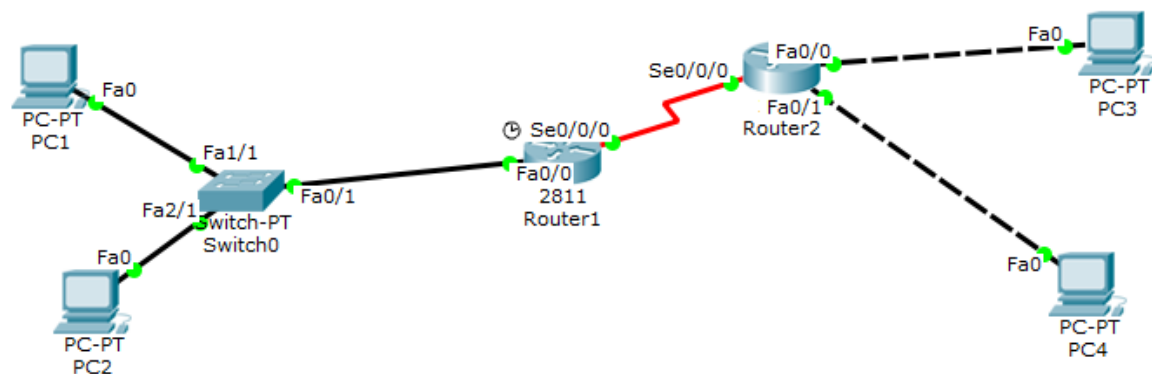 Fa0
PC-PT
PC1
Fa1/1
Fa2/1
Fa0/1
Switch-PT
Switch0
Fa0
PC-PT
PC2
Se0/0/0
Fa0/0
2811
Router1
Se0/0/0
Fa0/0
Fa0/1
Router2
Fa0
PC-PT
PC3
Fa0
PC-PT
PC4